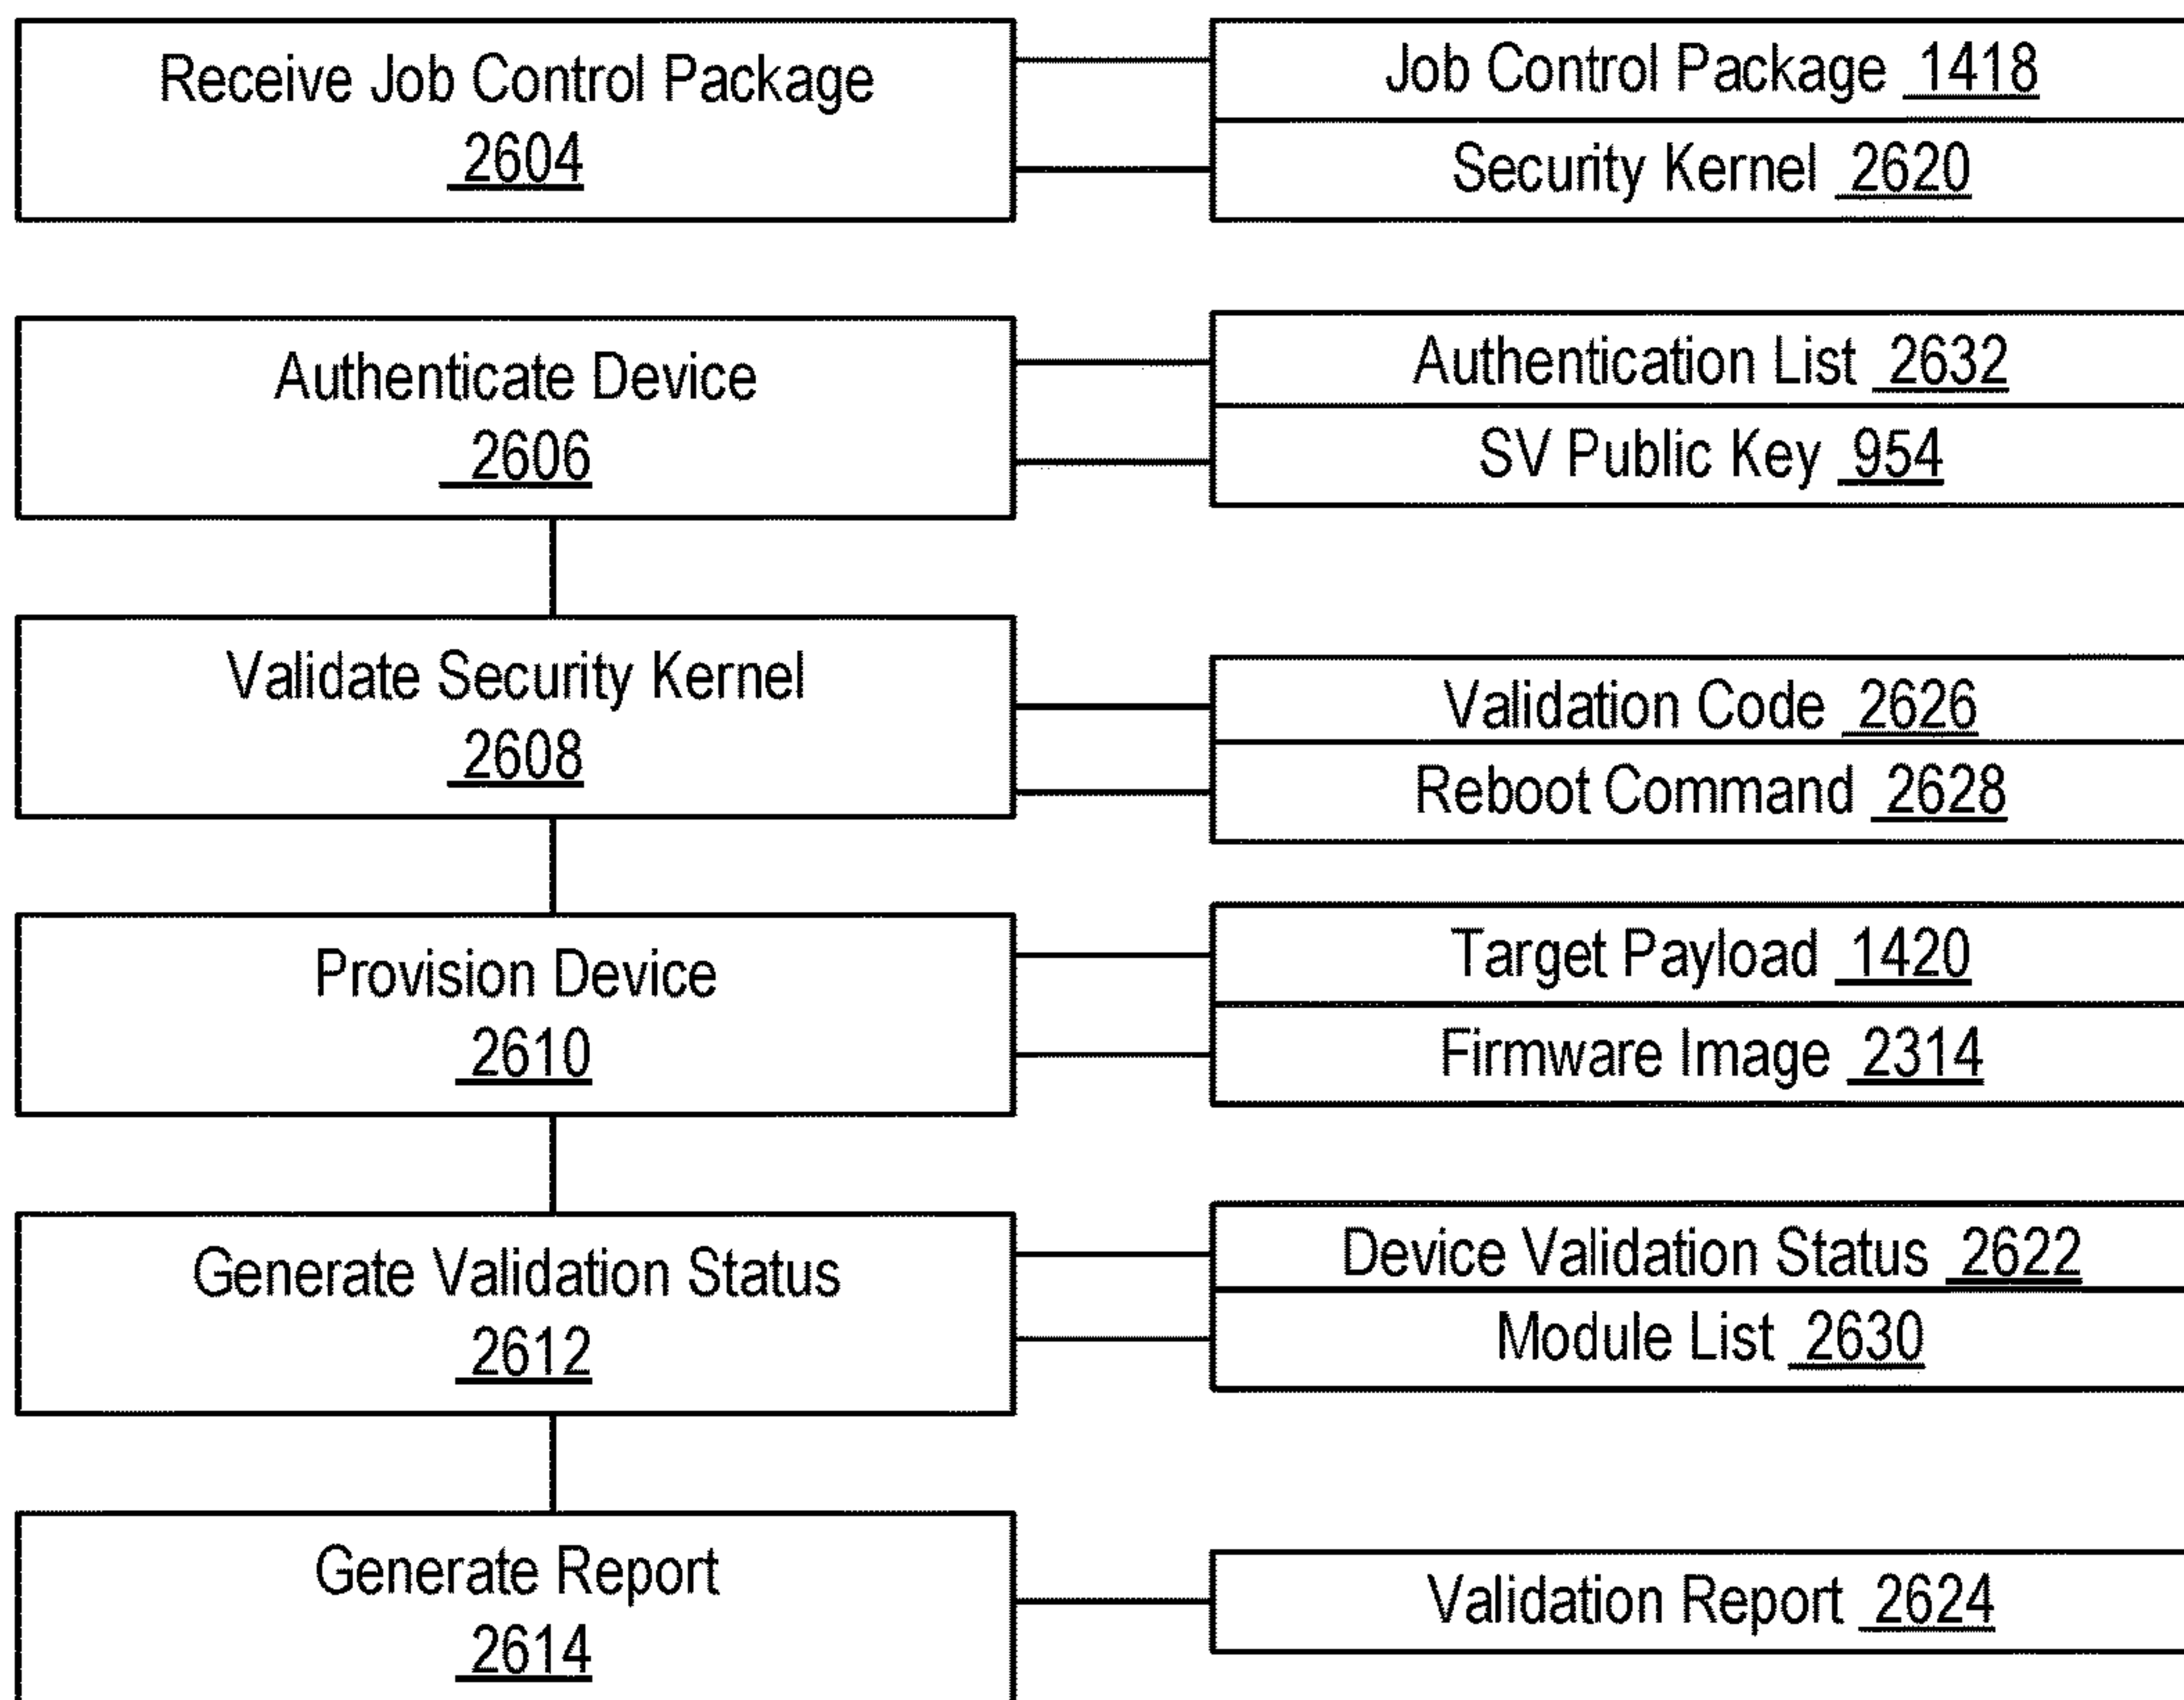 Receive Job Control Package
2604
Job Control Package 1418
Security Kernel 2620
Authenticate Device
2606
Authentication List 2632
SV Public Key 954
Validate Security Kernel
2608
Validation Code 2626
Reboot Command 2628
Provision Device
2610
Target Payload 1420
Firmware Image 2314
Generate Validation Status
2612
Device Validation Status 2622
Module List 2630
Generate Report
2614
Validation Report 2624